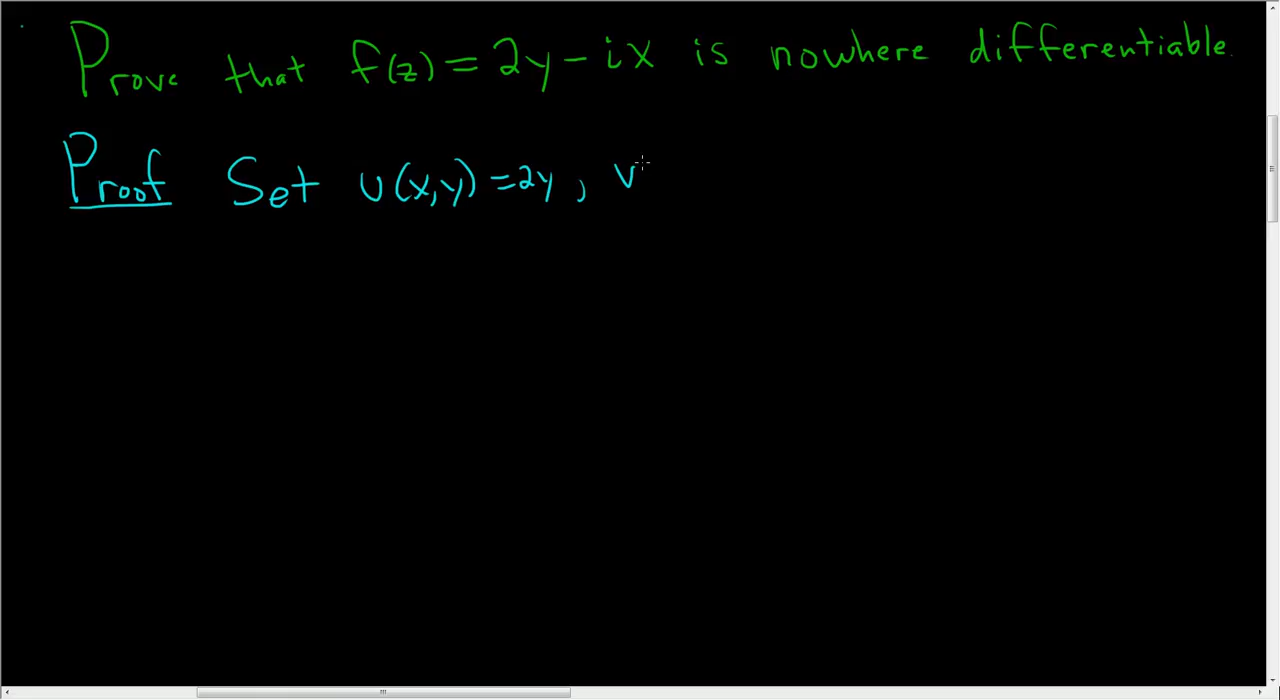 Prove that f(z) = 2y - ix is nowhere differentiable.
Proof Set u(x,y) = 2y, v